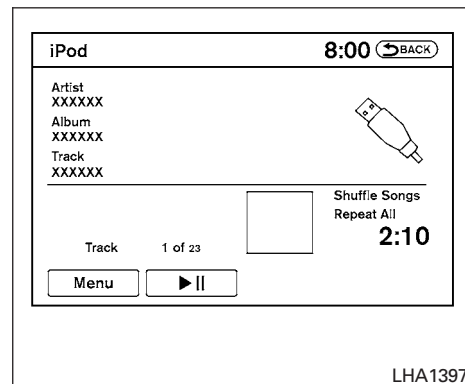 iPod 8:00 BACK
Artist
XXXXXX
Album
XXXXXX
Track
XXXXXX
Shuffle Songs
Repeat All
2:10
Track 1 of 23
Menu
LHA1397